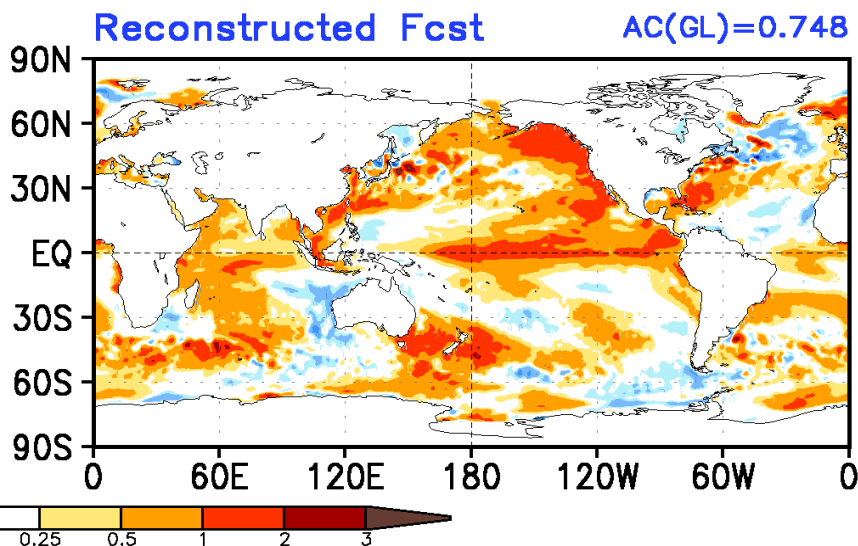 Reconstructed Fcst AC(GL)=0.748
90N
60N
30N
EQ
30S
60S
90S
0 60E 120E 180 120W 60W 0
0.25 0.5 1 2 3